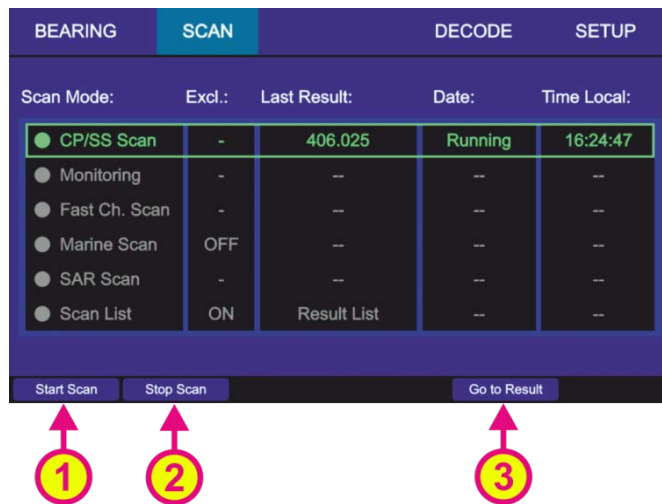 BEARING SCAN DECODE SETUP
Scan Mode: Excl.: Last Result: Date: Time Local:
CP/SS Scan - 406.025 Running 16:24:47
Monitoring - -- -- --
Fast Ch. Scan - -- -- --
Marine Scan OFF -- -- --
SAR Scan - -- -- --
Scan List ON Result List -- --
Start Scan Stop Scan Go to Result
1 2 3